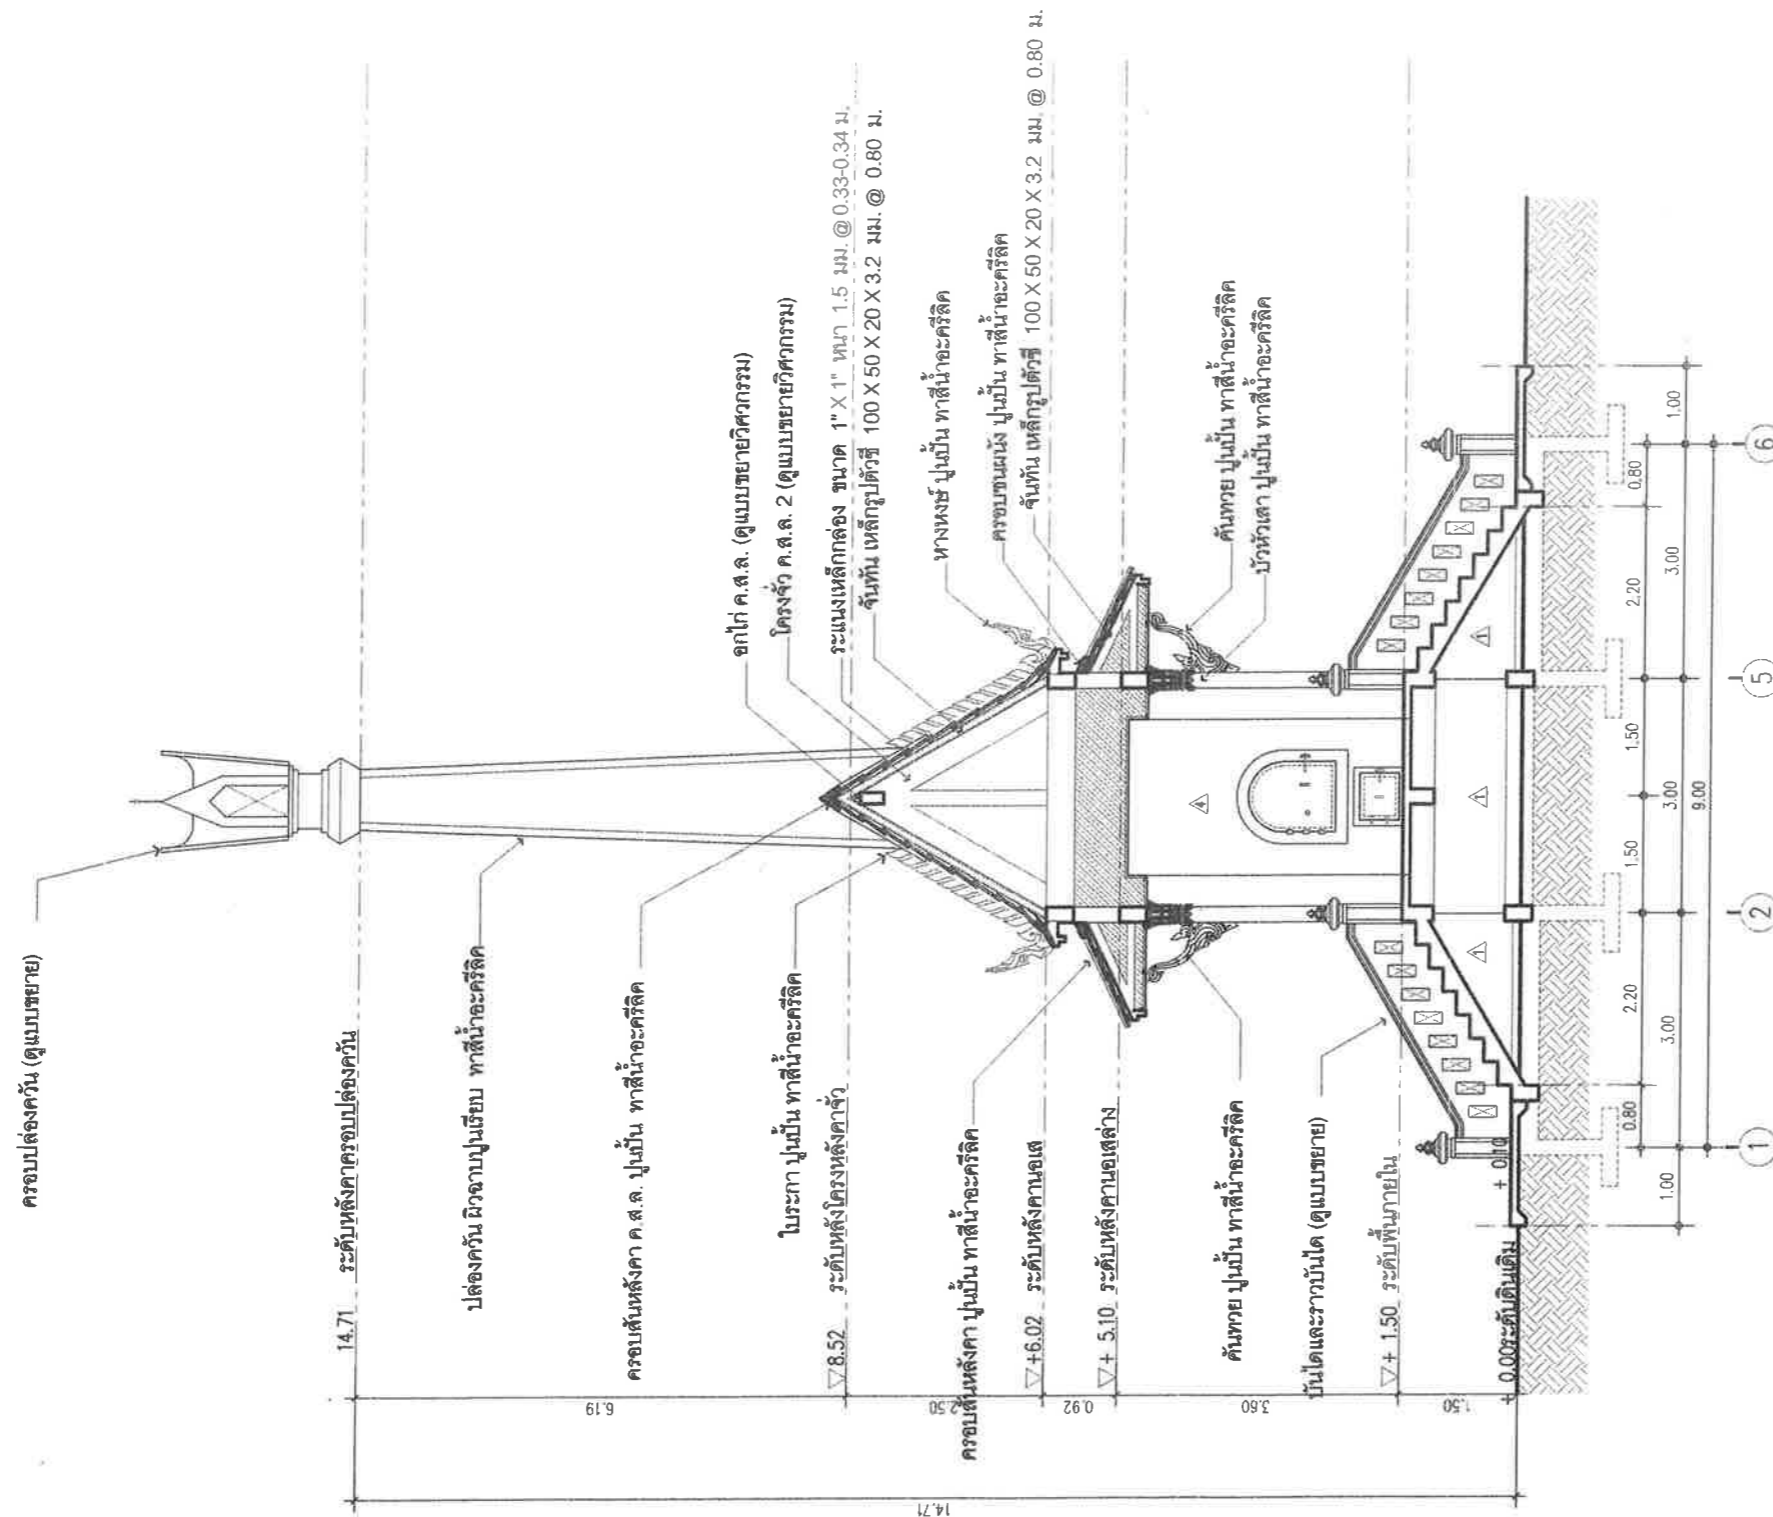 ครอบปล่องควัน (ดูแบบขยาย)
14.71 ระดับหลังคาครอบปล่องควัน
ปล่องควัน ผิวฉาบปูนเรียบ ทาสีน้ำอะครีลิค
ครอบสันหลังคา ค.ส.ล. ปูนปั้น ทาสีน้ำอะครีลิค
ใบระกา ปูนปั้น ทาสีน้ำอะครีลิค
8.52 ระดับหลังโครงหลังคาจั่ว
ครอบสันหลังคา ปูนปั้น ทาสีน้ำอะครีลิค
+6.02 ระดับหลังคานอเส
+ 5.10 ระดับหลังคานอเสล่าง
คันทวย ปูนปั้น ทาสีน้ำอะครีลิค
บันไดและราวบันได (ดูแบบขยาย)
+ 1.50 ระดับพื้นภายใน
+ 0.00ระดับดินเดิม
+ 0.10
อกไก่ ค.ส.ล. (ดูแบบขยายวิศวกรรม)
โครงจั่ว ค.ส.ล. 2 (ดูแบบขยายวิศวกรรม)
ระแนงเหล็กกล่อง ขนาด 1" X 1" หนา 1.5 มม. @ 0.33-0.34 ม.
จันทัน เหล็กรูปตัวซี 100 X 50 X 20 X 3.2 มม. @ 0.80 ม.
หางหงษ์ ปูนปั้น ทาสีน้ำอะครีลิค
ครอบชนผนัง ปูนปั้น ทาสีน้ำอะครีลิค
จันทัน เหล็กรูปตัวซี 100 X 50 X 20 X 3.2 มม. @ 0.80 ม.
คันทวย ปูนปั้น ทาสีน้ำอะครีลิค
บัวหัวเสา ปูนปั้น ทาสีน้ำอะครีลิค
6.19
2.50
0.92
3.60
1.50
14.71
4
1
1
1
0.80
2.20
1.50
1.50
2.20
0.80
1.00
3.00
3.00
3.00
1.00
9.00
1
2
5
6